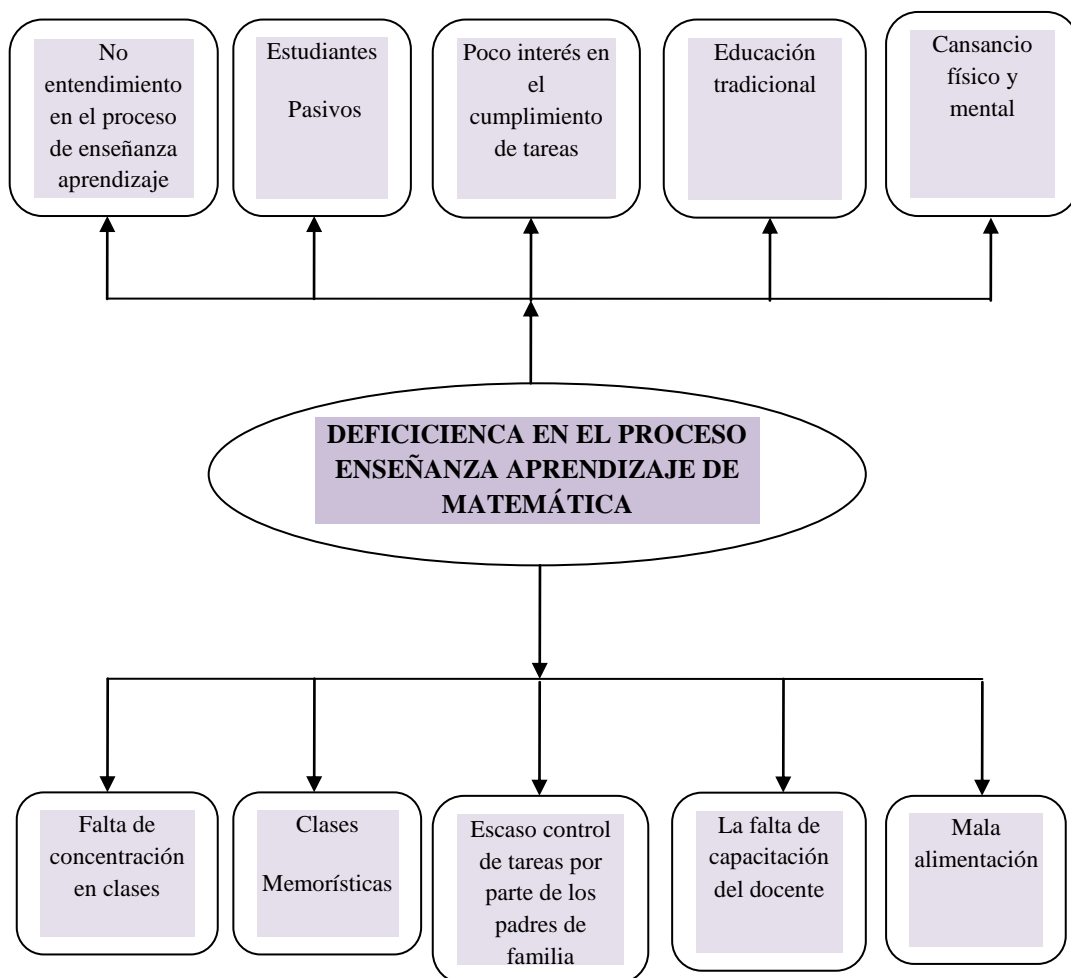 No
entendimiento
en el proceso
de enseñanza
aprendizaje
Estudiantes
Pasivos
Poco interés en
el
cumplimiento
de tareas
Educación
tradicional
Cansancio
físico y
mental
DEFICICIENCA EN EL PROCESO
ENSEÑANZA APRENDIZAJE DE
MATEMÁTICA
Falta de
concentración
en clases
Clases
Memorísticas
Escaso control
de tareas por
parte de los
padres de
familia
La falta de
capacitación
del docente
Mala
alimentación